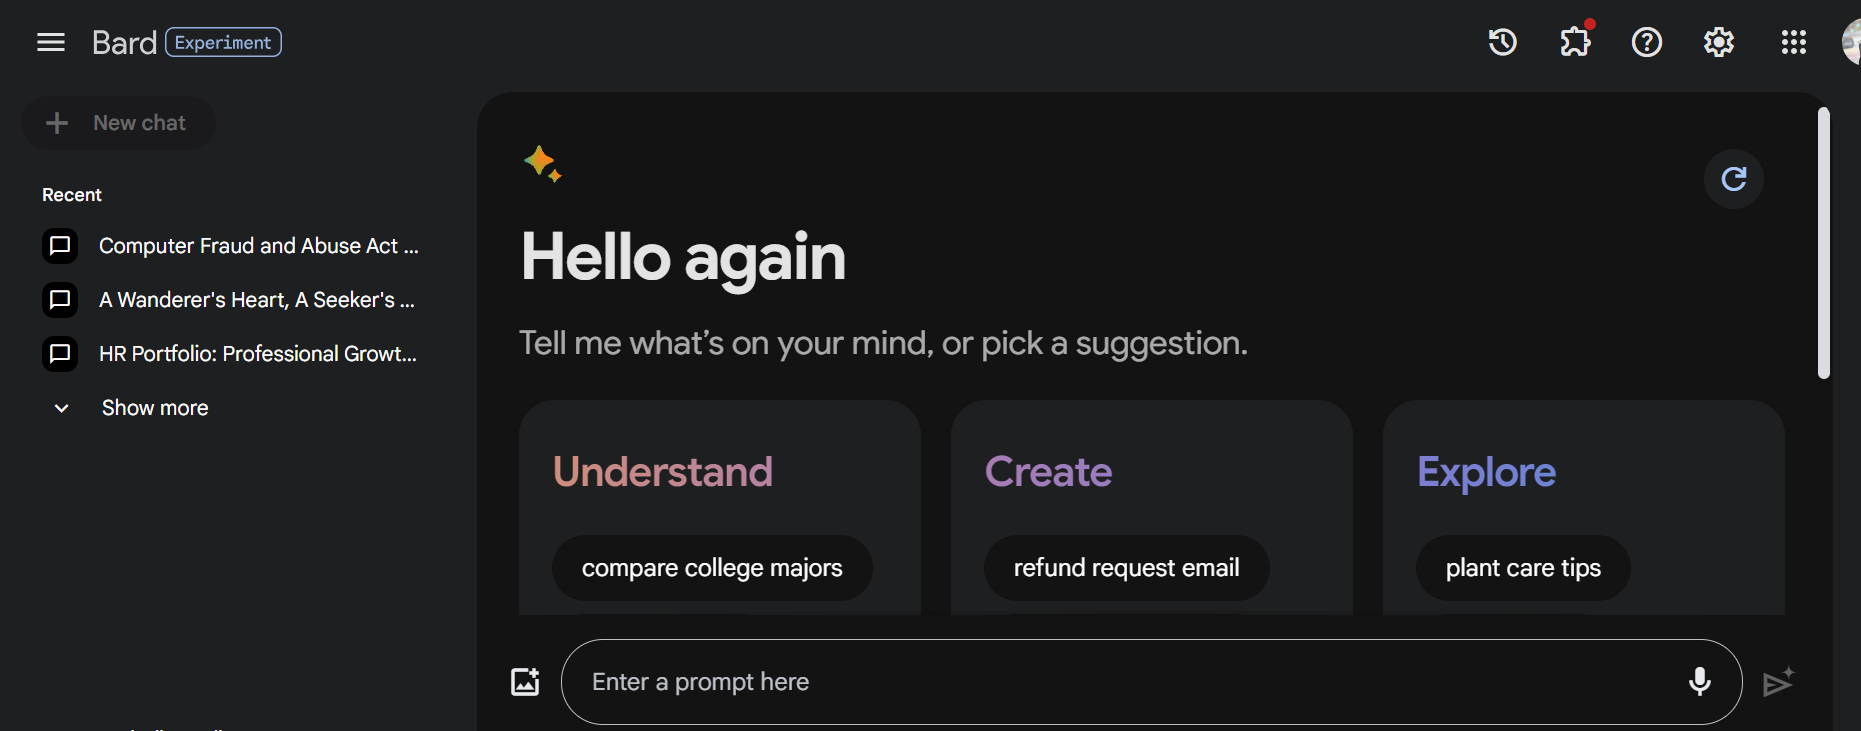 Bard Experiment
New chat
Recent
Computer Fraud and Abuse Act ...
A Wanderer's Heart, A Seeker's ...
HR Portfolio: Professional Growt...
Show more
Hello again
Tell me what’s on your mind, or pick a suggestion.
Understand
compare college majors
Create
refund request email
Explore
plant care tips
Enter a prompt here